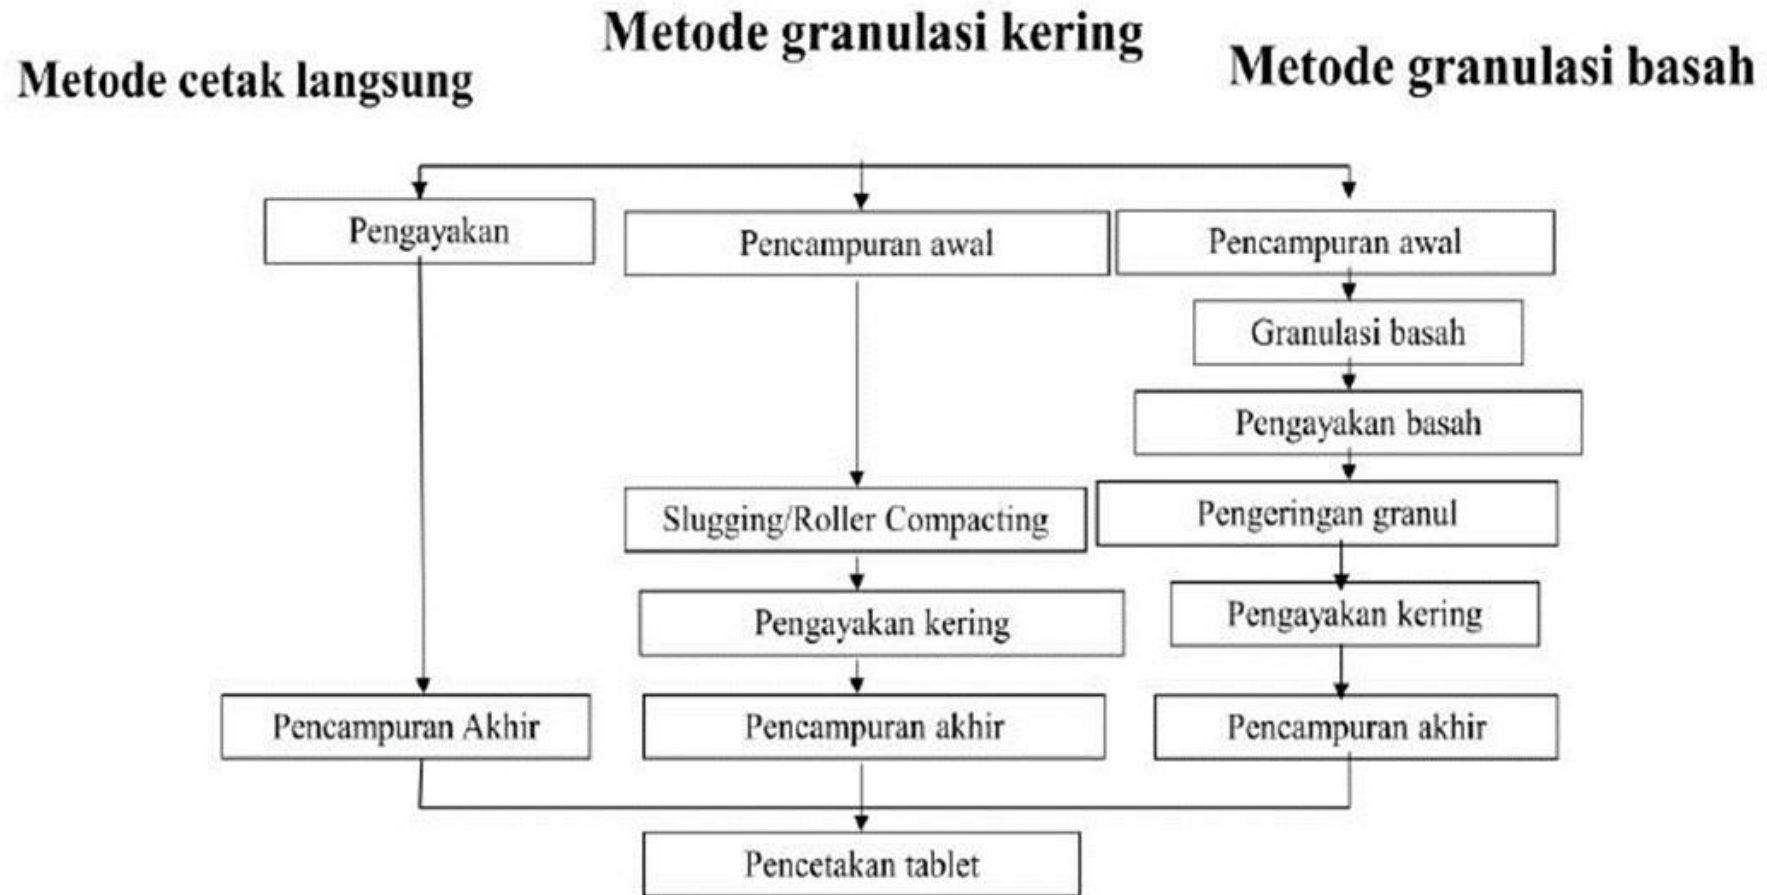 Metode cetak langsung
Metode granulasi kering
Metode granulasi basah
Pengayakan
Pencampuran awal
Pencampuran awal
Granulasi basah
Pengayakan basah
Slugging/Roller Compacting
Pengeringan granul
Pengayakan kering
Pengayakan kering
Pencampuran Akhir
Pencampuran akhir
Pencampuran akhir
Pencetakan tablet